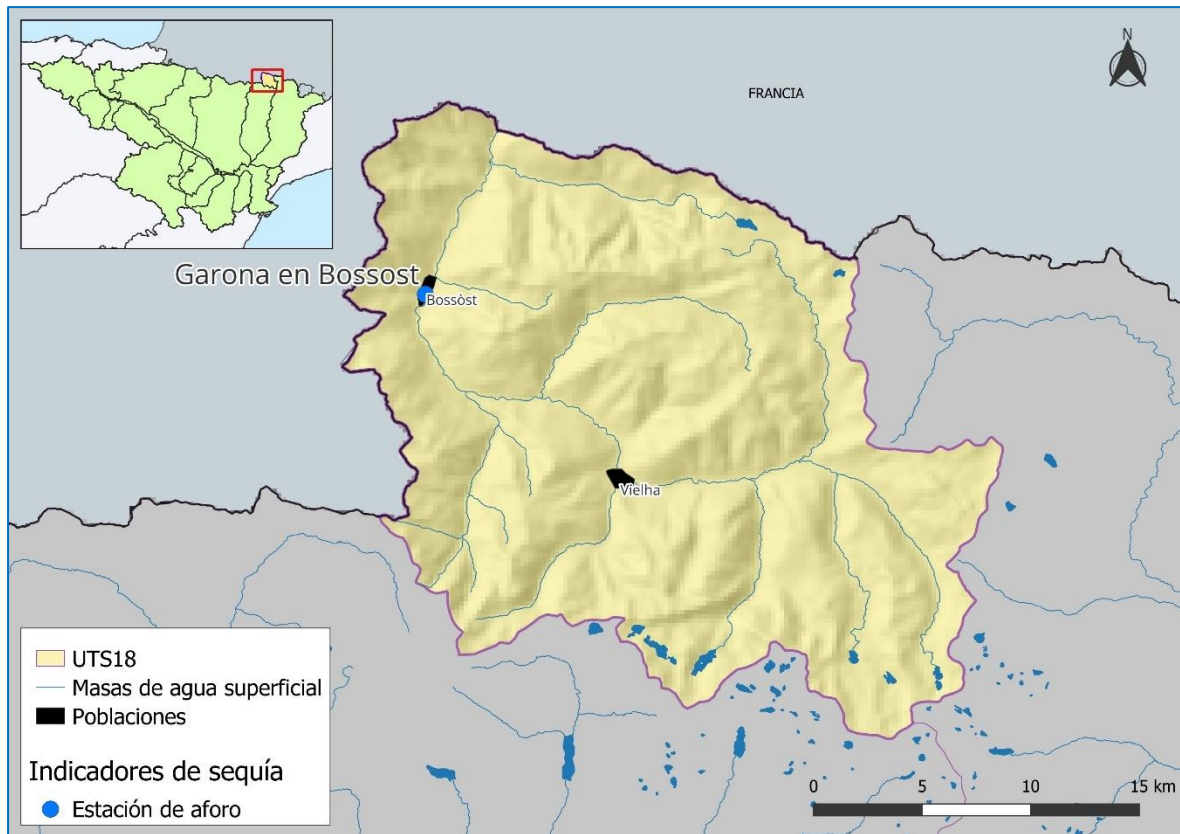 N
FRANCIA
Garona en Bossost
Bossòst
Vielha
UTS18
Masas de agua superficial
Poblaciones
Indicadores de sequía
Estación de aforo
0 5 10 15 km